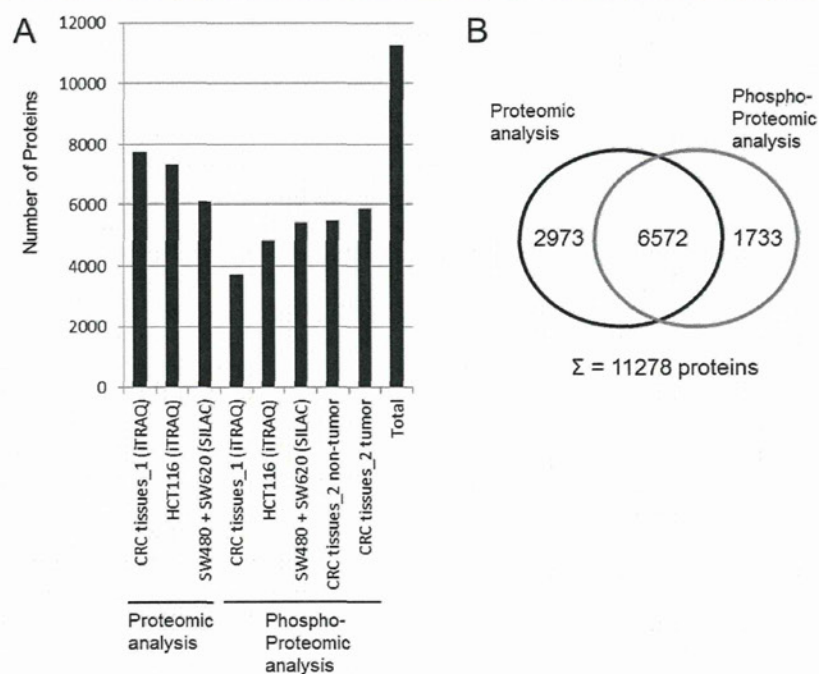 A
Number of Proteins
12000
10000
8000
6000
4000
2000
0
CRC tissues_1 (iTRAQ)
HCT116 (iTRAQ)
SW480 + SW620 (SILAC)
CRC tissues_1 (iTRAQ)
HCT116 (iTRAQ)
SW480 + SW620 (SILAC)
CRC tissues_2 non-tumor
CRC tissues_2 tumor
Total
Proteomic
analysis
Phospho-
Proteomic
analysis
B
Proteomic
analysis
Phospho-
Proteomic
analysis
2973
6572
1733
Σ = 11278 proteins